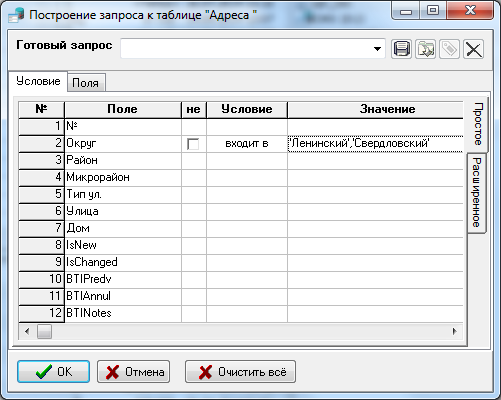 Построение запроса к таблице "Адреса "
Готовый запрос
Условие Поля
№ Поле не Условие Значение
1 №
2 Округ входит в 'Ленинский','Свердловский'
3 Район
4 Микрорайон
5 Тип ул.
6 Улица
7 Дом
8 IsNew
9 IsChanged
10 BTIPredv
11 BTIAnnul
12 BTINotes
Простое
Расширенное
OK Отмена Очистить всё